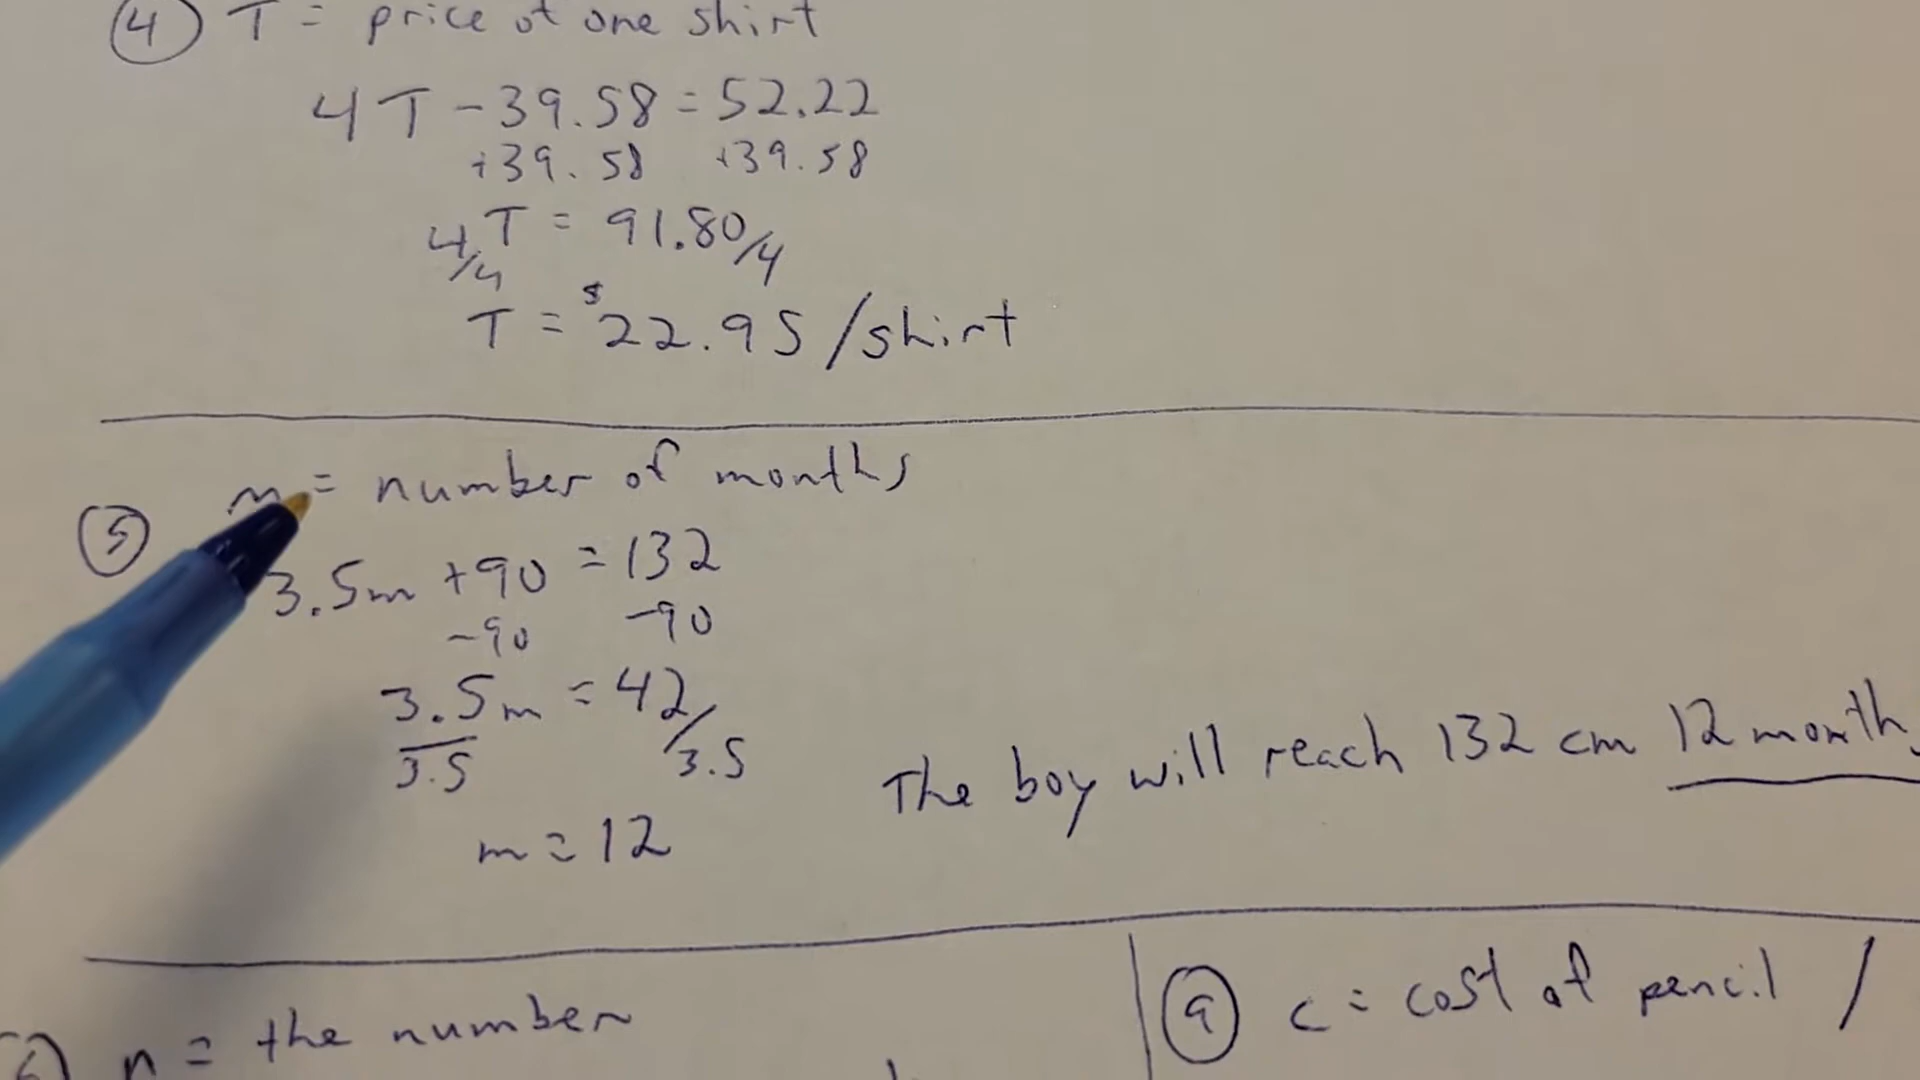 ④ T = price of one shirt
4T - 39.58 = 52.22
+39.58 +39.58
4/4 T = 91.80/4
T = $22.95/shirt
⑤ m = number of months
3.5m + 90 = 132
-90 -90
3.5m = 42/3.5
3.5
m = 12
The boy will reach 132 cm 12 month
n = the number
⑨ c = cost of pencil /